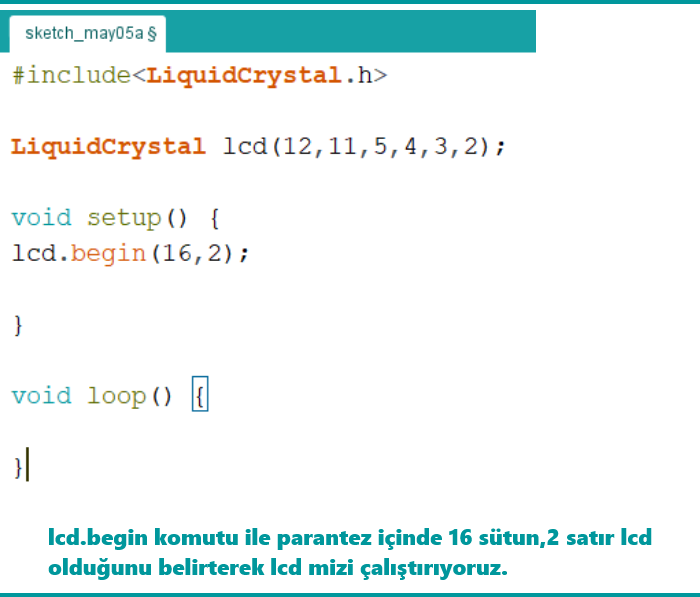 sketch_may05a §
#include<LiquidCrystal.h>
LiquidCrystal lcd(12,11,5,4,3,2);
void setup() {
lcd.begin(16,2);
}
void loop() {
}
lcd.begin komutu ile parantez içinde 16 sütun,2 satır lcd
olduğunu belirterek lcd mizi çalıştırıyoruz.